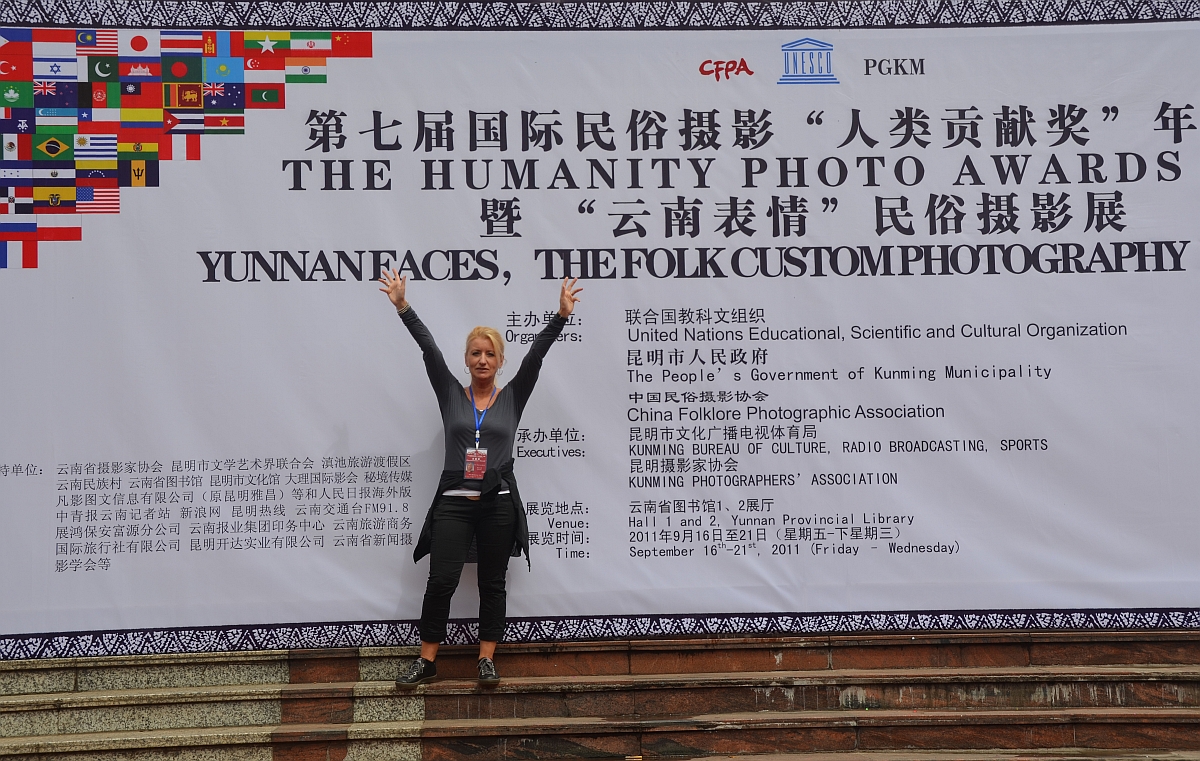 CFPA
UNESCO
PGKM
第七届国际民俗摄影“人类贡献奖”年
THE HUMANITY PHOTO AWARDS
暨 “云南表情”民俗摄影展
YUNNAN FACES, THE FOLK CUSTOM PHOTOGRAPHY
主办单位: 联合国教科文组织
Organizers: United Nations Educational, Scientific and Cultural Organization
昆明市人民政府
The People's Government of Kunming Municipality
中国民俗摄影协会
China Folklore Photographic Association
承办单位: 昆明市文化广播电视体育局
Executives: KUNMING BUREAU OF CULTURE, RADIO BROADCASTING, SPORTS
昆明摄影家协会
KUNMING PHOTOGRAPHERS' ASSOCIATION
展览地点: 云南省图书馆1、2展厅
Venue: Hall 1 and 2, Yunnan Provincial Library
展览时间: 2011年9月16日至21日（星期五-下星期三）
Time: September 16th-21st, 2011 (Friday – Wednesday)
持单位: 云南省摄影家协会 昆明市文学艺术界联合会 滇池旅游渡假区
云南民族村 云南省图书馆 昆明市文化馆 大理国际影会 秘境传媒
凡影图文信息有限公司（原昆明雅昌）等和人民日报海外版
中青报云南记者站 新浪网 昆明热线 云南交通台FM91.8
展鸿保安富源分公司 云南报业集团印务中心 云南旅游商务
国际旅行社有限公司 昆明开达实业有限公司 云南省新闻摄
影学会等